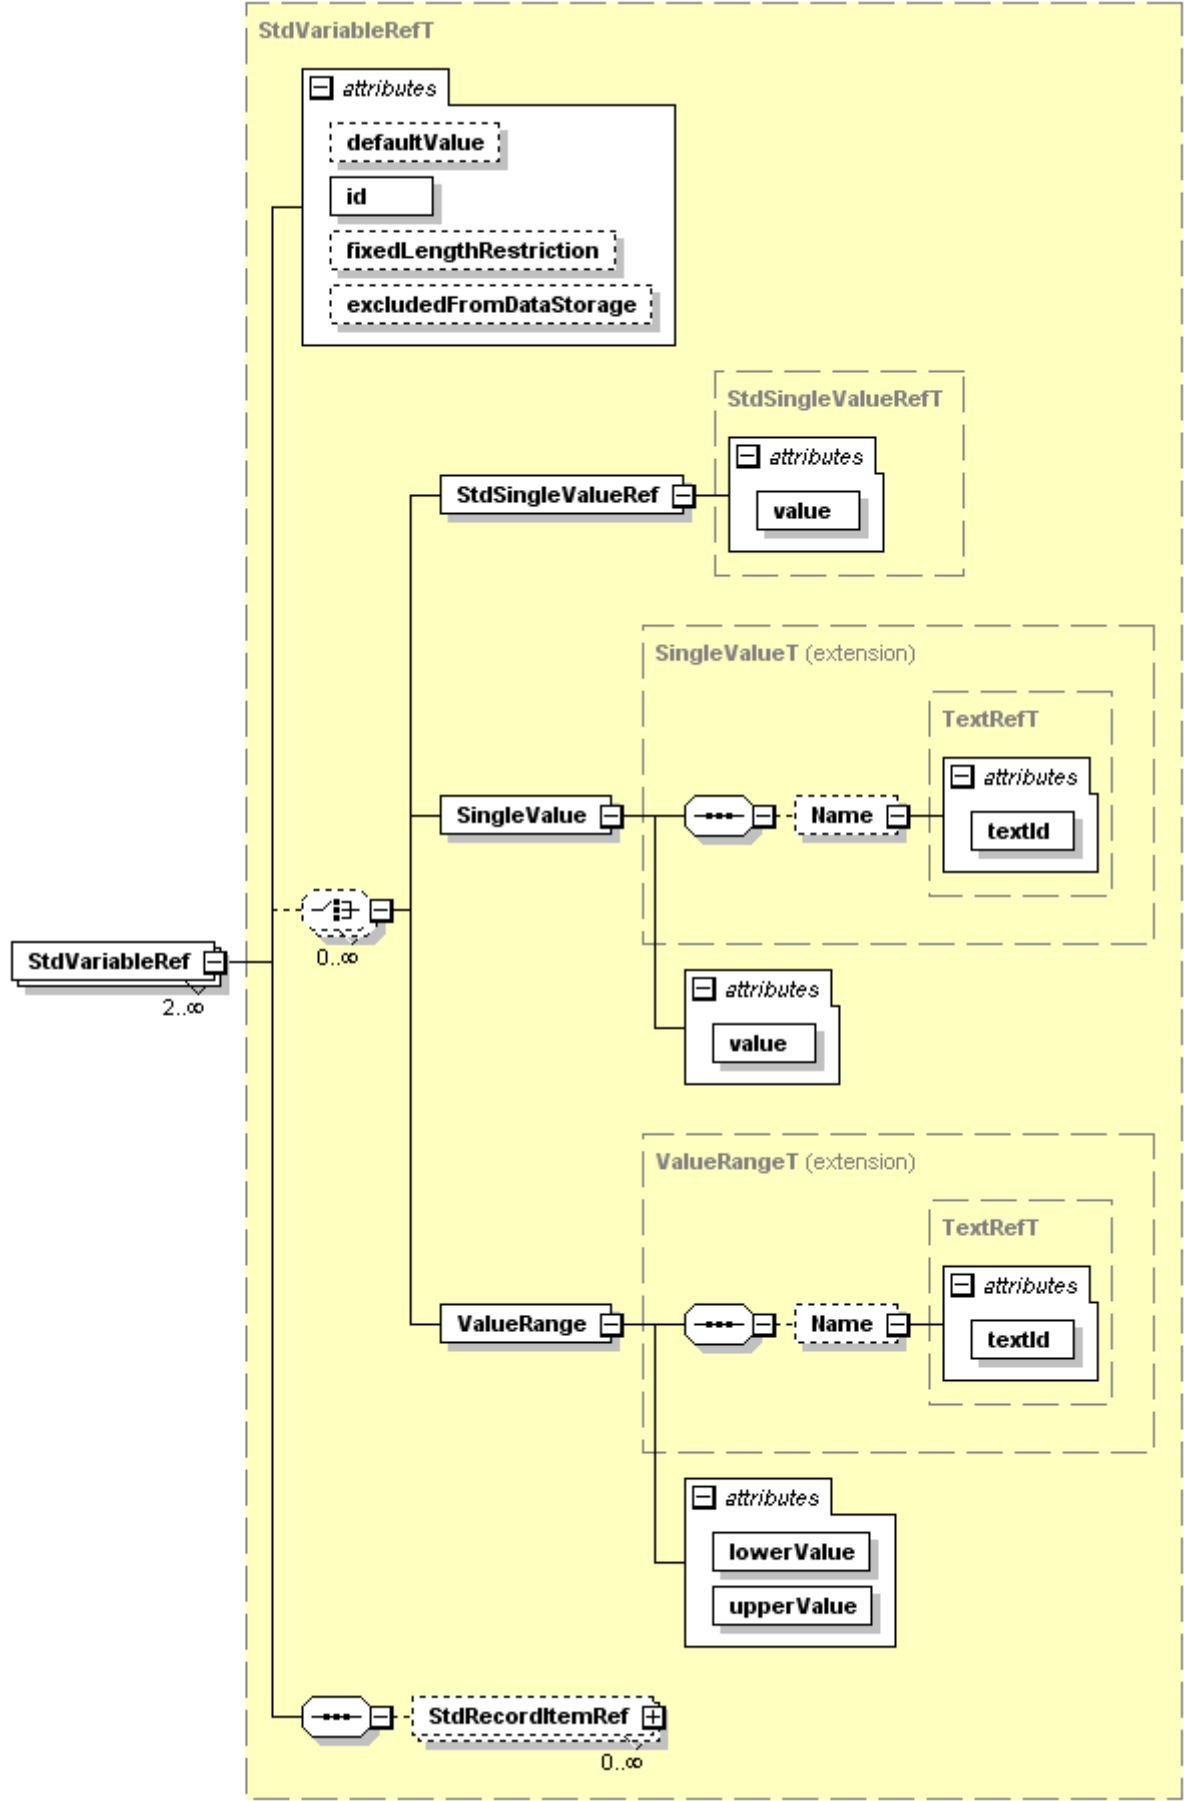 StdVariableRefT
attributes
defaultValue
id
fixedLengthRestriction
excludedFromDataStorage
StdSingleValueRefT
attributes
StdSingleValueRef
value
SingleValueT (extension)
TextRefT
attributes
SingleValue
Name
textId
0..∞
StdVariableRef
2..∞
attributes
value
ValueRangeT (extension)
TextRefT
attributes
ValueRange
Name
textId
attributes
lowerValue
upperValue
StdRecordItemRef
0..∞